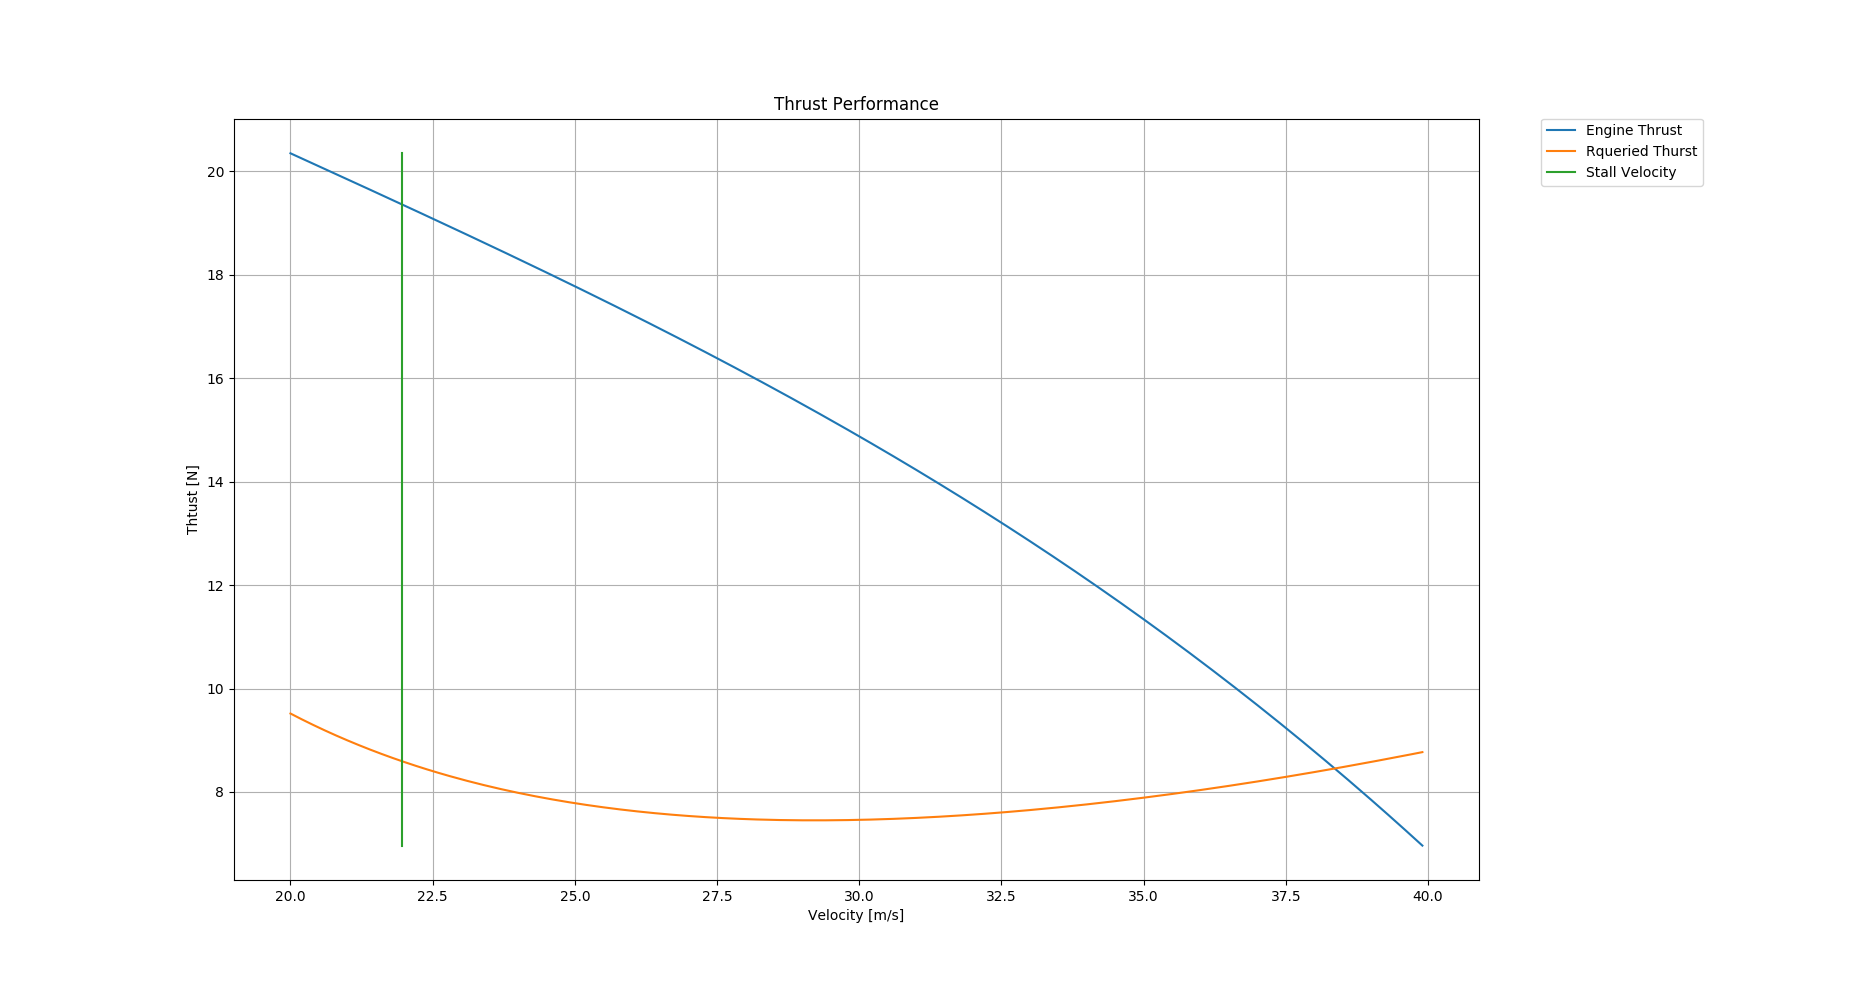 Thrust Performance
Engine Thrust
Rqueried Thurst
Stall Velocity
20
18
16
14
12
10
8
Thtust [N]
20.0 22.5 25.0 27.5 30.0 32.5 35.0 37.5 40.0
Velocity [m/s]